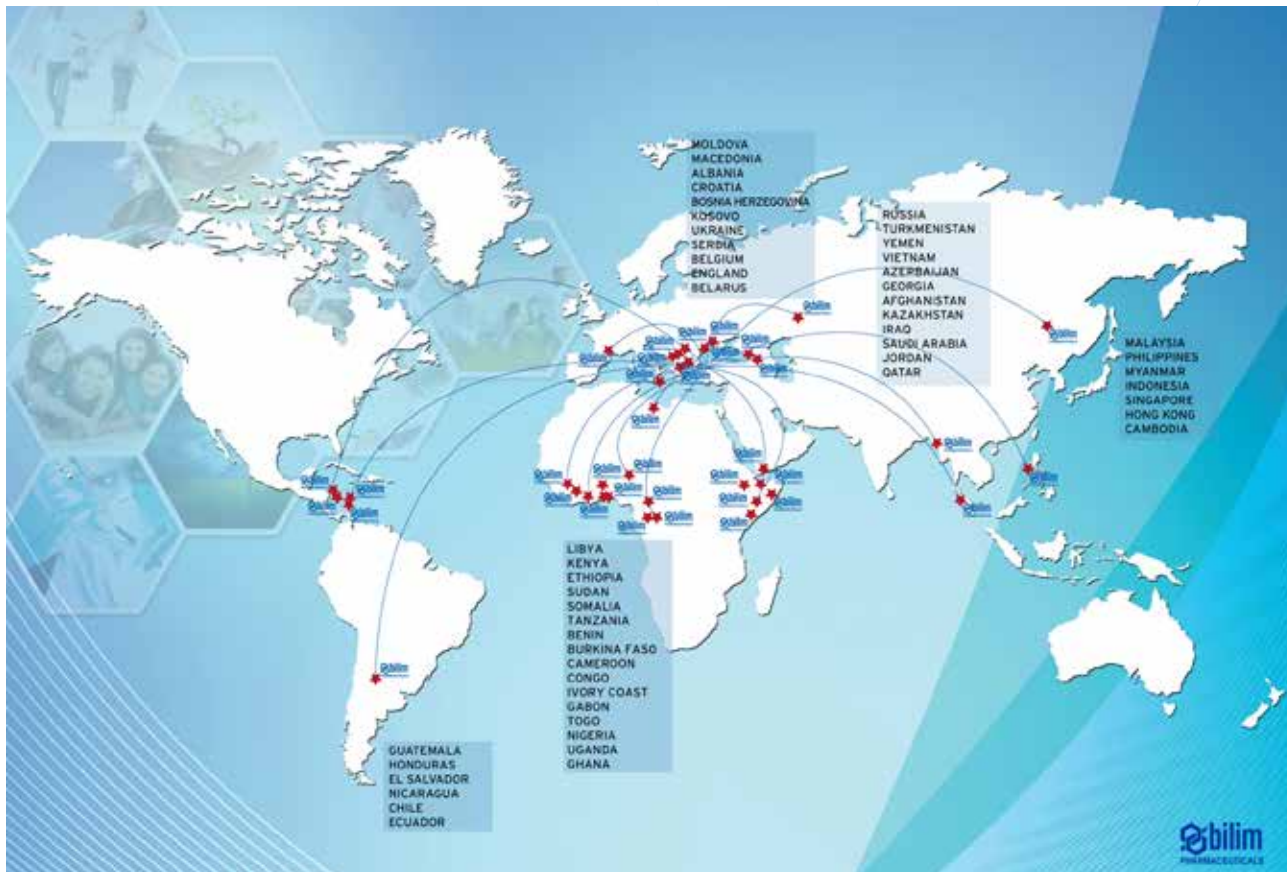 MOLDOVA
MACEDONIA
ALBANIA
CROATIA
BOSNIA HERZEGOVINA
KOSOVO
UKRAINE
SERDIA
BELGIUM
ENGLAND
BELARUS
RUSSIA
TURKMENISTAN
YEMEN
VIETNAM
AZERBAIJAN
GEORGIA
AFGHANISTAN
KAZAKHSTAN
IRAQ
SAUDI ARABIA
JORDAN
QATAR
MALAYSIA
PHILIPPINES
MYANMAR
INDONESIA
SINGAPORE
HONG KONG
CAMBODIA
LIBYA
KENYA
ETHIOPIA
SUDAN
SOMALIA
TANZANIA
BENIN
BURKINA FASO
CAMEROON
CONGO
IVORY COAST
GABON
TOGO
NIGERIA
UGANDA
GHANA
GUATEMALA
HONDURAS
EL SALVADOR
NICARAGUA
CHILE
ECUADOR
bilim
PHARMACEUTICALS